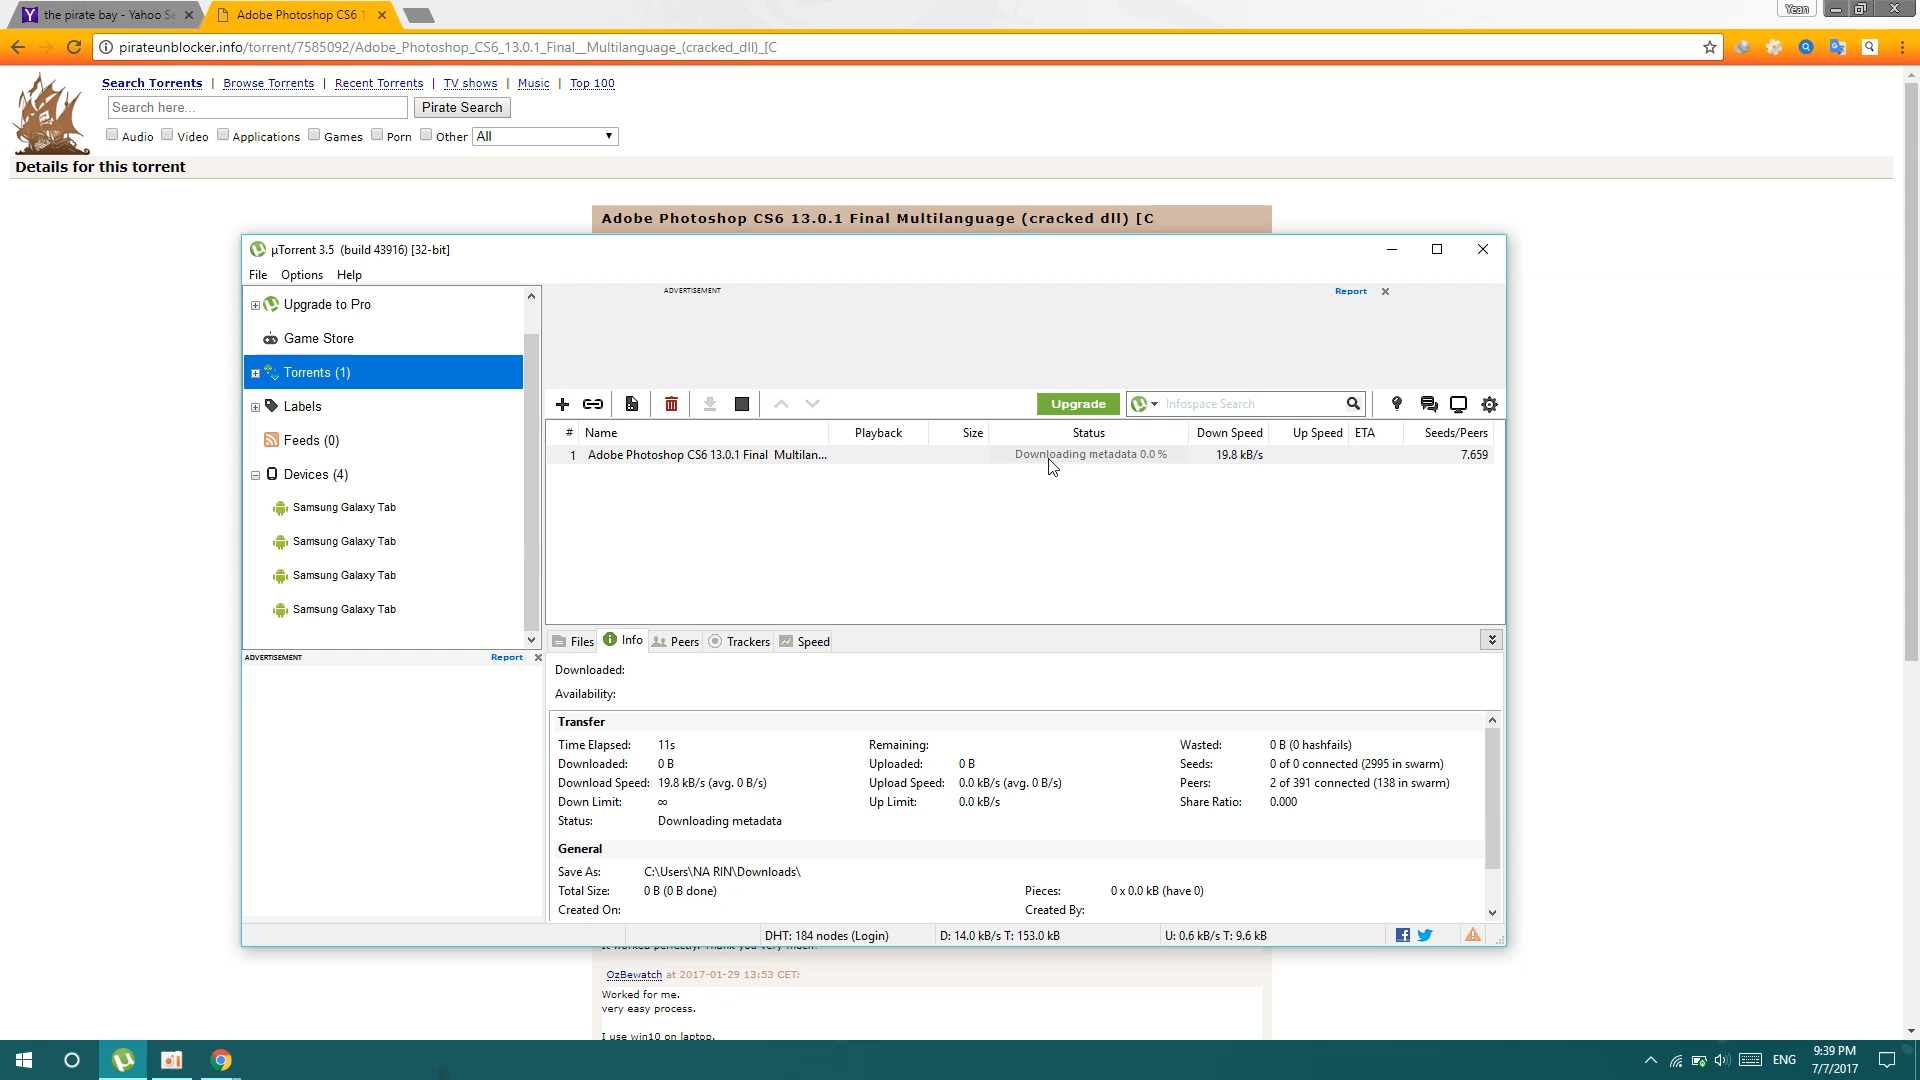 the pirate bay - Yahoo Se
Adobe Photoshop CS6 1
Yean
pirateunblocker.info/torrent/7585092/Adobe_Photoshop_CS6_13.0.1_Final__Multilanguage_(cracked_dll)_[C
Search Torrents | Browse Torrents | Recent Torrents | TV shows | Music | Top 100
Search here...
Pirate Search
Audio Video Applications Games Porn Other All
Details for this torrent
Adobe Photoshop CS6 13.0.1 Final Multilanguage (cracked dll) [C
µTorrent 3.5 (build 43916) [32-bit]
File Options Help
Upgrade to Pro
Game Store
Torrents (1)
Labels
Feeds (0)
Devices (4)
Samsung Galaxy Tab
Samsung Galaxy Tab
Samsung Galaxy Tab
Samsung Galaxy Tab
ADVERTISEMENT Report
ADVERTISEMENT Report
Upgrade
Infospace Search
# Name Playback Size Status Down Speed Up Speed ETA Seeds/Peers
1 Adobe Photoshop CS6 13.0.1 Final Multilan... Downloading metadata 0.0 % 19.8 kB/s 7.659
Files Info Peers Trackers Speed
Downloaded:
Availability:
Transfer
Time Elapsed: 11s Remaining: Wasted: 0 B (0 hashfails)
Downloaded: 0 B Uploaded: 0 B Seeds: 0 of 0 connected (2995 in swarm)
Download Speed: 19.8 kB/s (avg. 0 B/s) Upload Speed: 0.0 kB/s (avg. 0 B/s) Peers: 2 of 391 connected (138 in swarm)
Down Limit: ∞ Up Limit: 0.0 kB/s Share Ratio: 0.000
Status: Downloading metadata
General
Save As: C:\Users\NA RIN\Downloads\
Total Size: 0 B (0 B done) Pieces: 0 x 0.0 kB (have 0)
Created On: Created By:
DHT: 184 nodes (Login) D: 14.0 kB/s T: 153.0 kB U: 0.6 kB/s T: 9.6 kB
It worked perfectly. Thank you very much!
OzBewatch at 2017-01-29 13:53 CET:
Worked for me.
very easy process.
I use win10 on laptop.
ENG
9:39 PM
7/7/2017